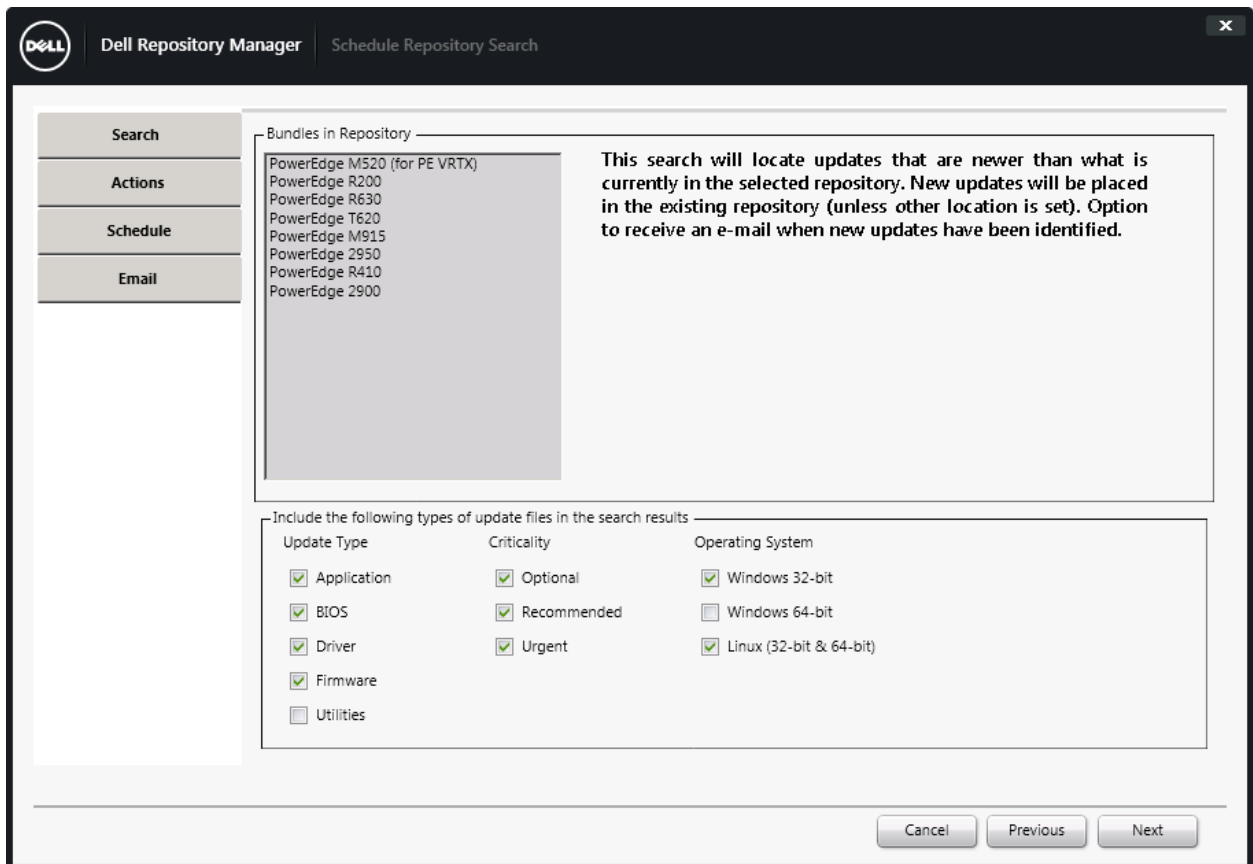 DELL
Dell Repository Manager
Schedule Repository Search
x
Search
Actions
Schedule
Email
Bundles in Repository
PowerEdge M520 (for PE VRTX)
PowerEdge R200
PowerEdge R630
PowerEdge T620
PowerEdge M915
PowerEdge 2950
PowerEdge R410
PowerEdge 2900
This search will locate updates that are newer than what is
currently in the selected repository. New updates will be placed
in the existing repository (unless other location is set). Option
to receive an e-mail when new updates have been identified.
Include the following types of update files in the search results
Update Type
Application
BIOS
Driver
Firmware
Utilities
Criticality
Optional
Recommended
Urgent
Operating System
Windows 32-bit
Windows 64-bit
Linux (32-bit & 64-bit)
Cancel
Previous
Next